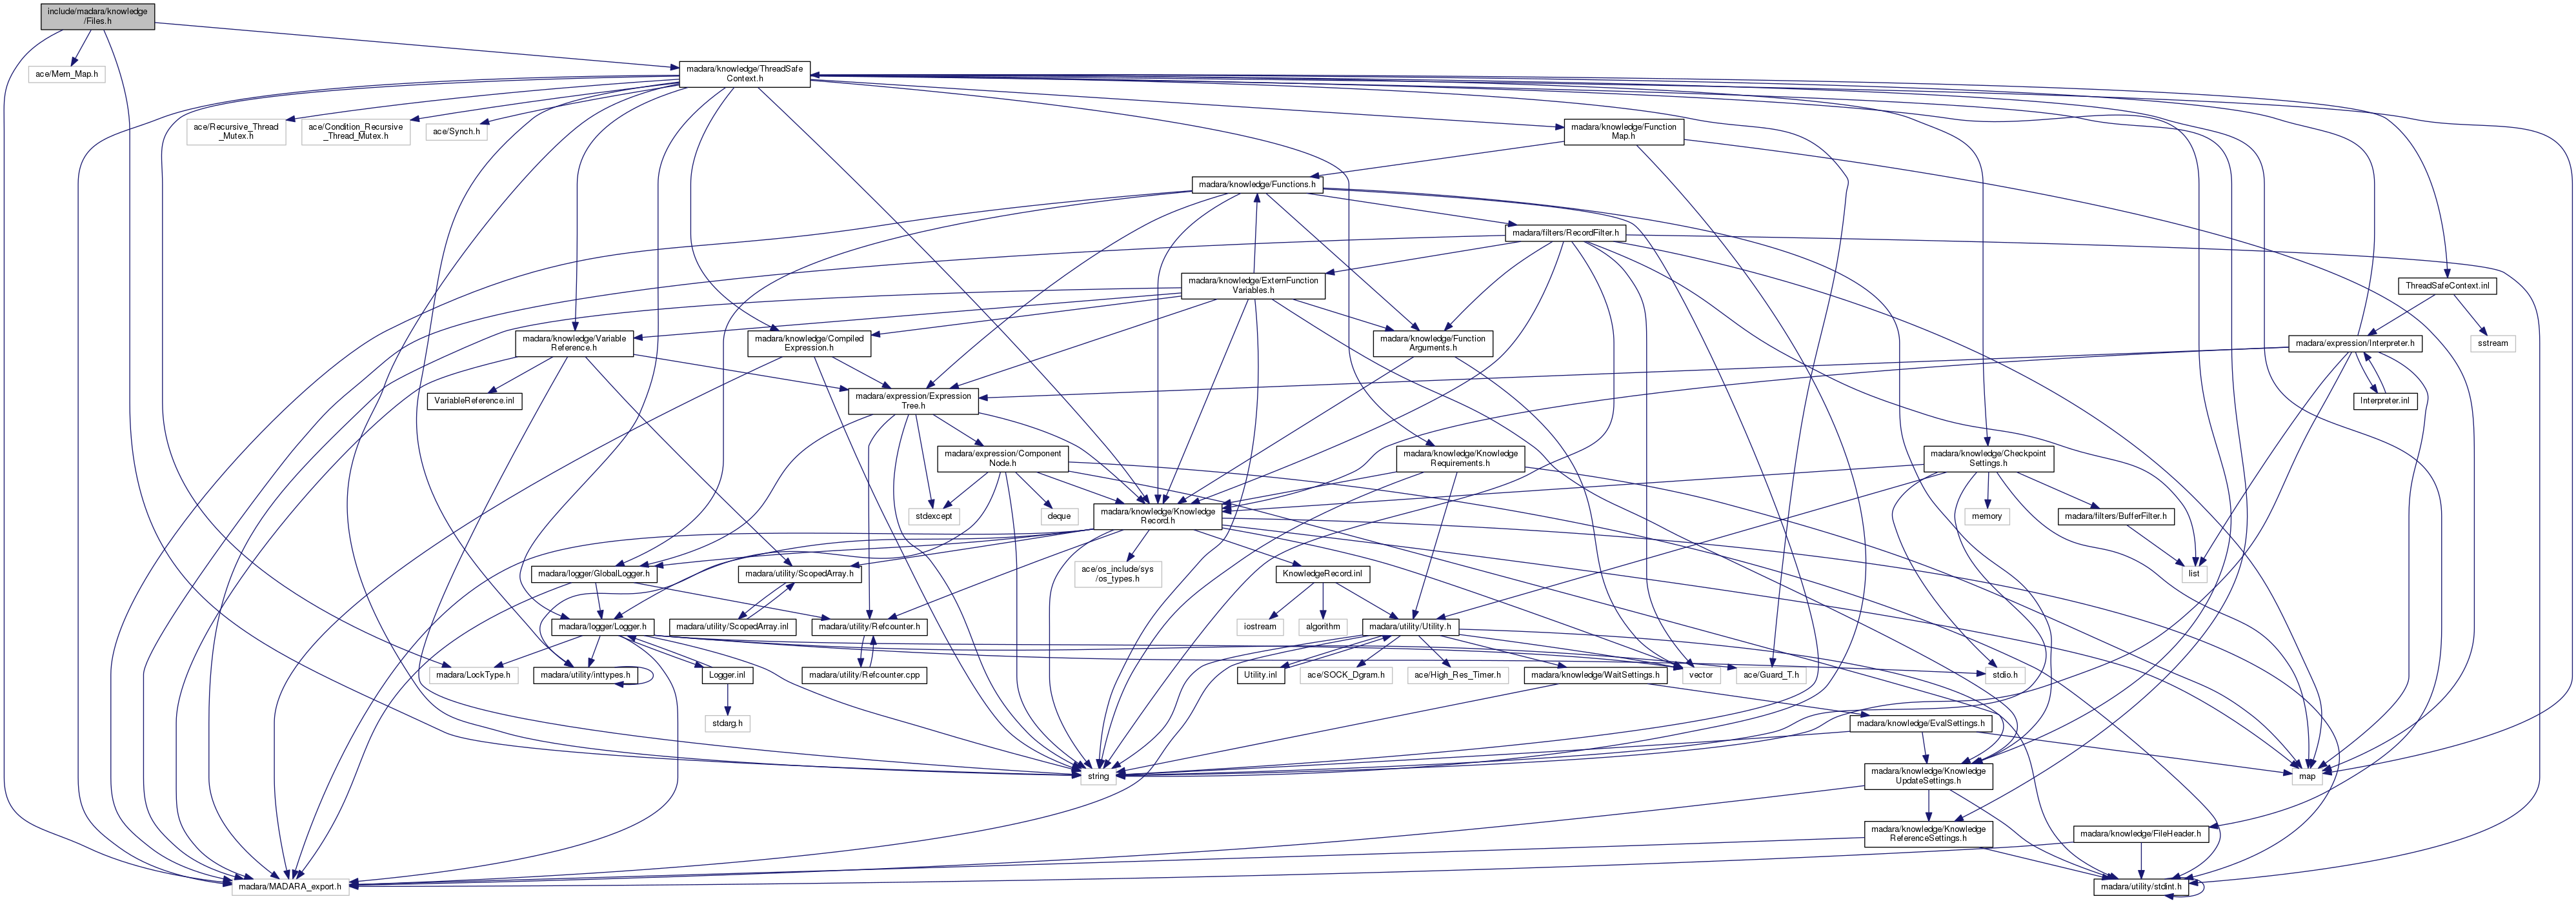 include/madara/knowledge
/Files.h
ace/Mem_Map.h
madara/knowledge/ThreadSafe
Context.h
ace/Recursive_Thread
_Mutex.h
ace/Condition_Recursive
_Thread_Mutex.h
ace/Synch.h
madara/knowledge/Function
Map.h
madara/knowledge/Functions.h
madara/filters/RecordFilter.h
madara/knowledge/ExternFunction
Variables.h
ThreadSafeContext.inl
madara/knowledge/Variable
Reference.h
madara/knowledge/Compiled
Expression.h
madara/knowledge/Function
Arguments.h
madara/expression/Interpreter.h
sstream
VariableReference.inl
madara/expression/Expression
Tree.h
Interpreter.inl
madara/expression/Component
Node.h
madara/knowledge/Knowledge
Requirements.h
madara/knowledge/Checkpoint
Settings.h
stdexcept
deque
madara/knowledge/Knowledge
Record.h
memory
madara/filters/BufferFilter.h
madara/logger/GlobalLogger.h
madara/utility/ScopedArray.h
ace/os_include/sys
/os_types.h
KnowledgeRecord.inl
list
madara/logger/Logger.h
madara/utility/ScopedArray.inl
madara/utility/Refcounter.h
iostream
algorithm
madara/utility/Utility.h
madara/LockType.h
madara/utility/inttypes.h
Logger.inl
madara/utility/Refcounter.cpp
Utility.inl
ace/SOCK_Dgram.h
ace/High_Res_Timer.h
madara/knowledge/WaitSettings.h
vector
ace/Guard_T.h
stdio.h
stdarg.h
madara/knowledge/EvalSettings.h
string
madara/knowledge/Knowledge
UpdateSettings.h
map
madara/knowledge/Knowledge
ReferenceSettings.h
madara/knowledge/FileHeader.h
madara/MADARA_export.h
madara/utility/stdint.h